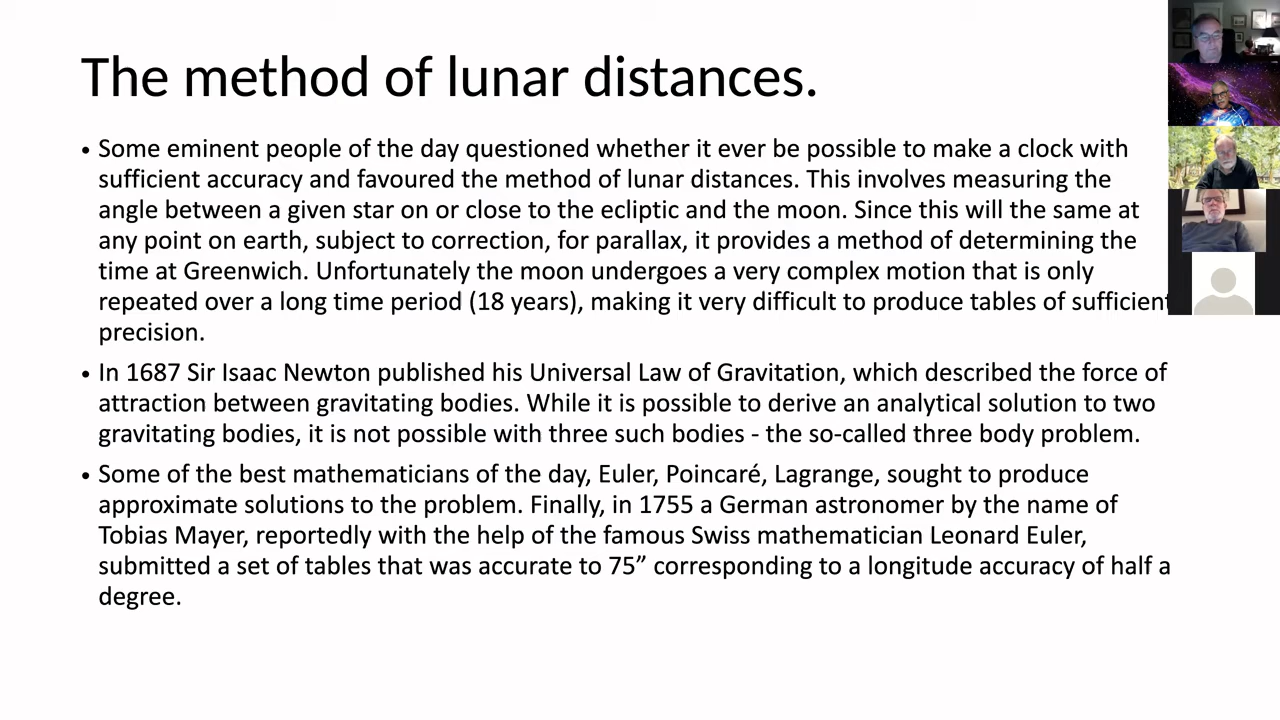 The method of lunar distances.
• Some eminent people of the day questioned whether it ever be possible to make a clock with
sufficient accuracy and favoured the method of lunar distances. This involves measuring the
angle between a given star on or close to the ecliptic and the moon. Since this will the same at
any point on earth, subject to correction, for parallax, it provides a method of determining the
time at Greenwich. Unfortunately the moon undergoes a very complex motion that is only
repeated over a long time period (18 years), making it very difficult to produce tables of sufficient
precision.
• In 1687 Sir Isaac Newton published his Universal Law of Gravitation, which described the force of
attraction between gravitating bodies. While it is possible to derive an analytical solution to two
gravitating bodies, it is not possible with three such bodies - the so-called three body problem.
• Some of the best mathematicians of the day, Euler, Poincaré, Lagrange, sought to produce
approximate solutions to the problem. Finally, in 1755 a German astronomer by the name of
Tobias Mayer, reportedly with the help of the famous Swiss mathematician Leonard Euler,
submitted a set of tables that was accurate to 75” corresponding to a longitude accuracy of half a
degree.